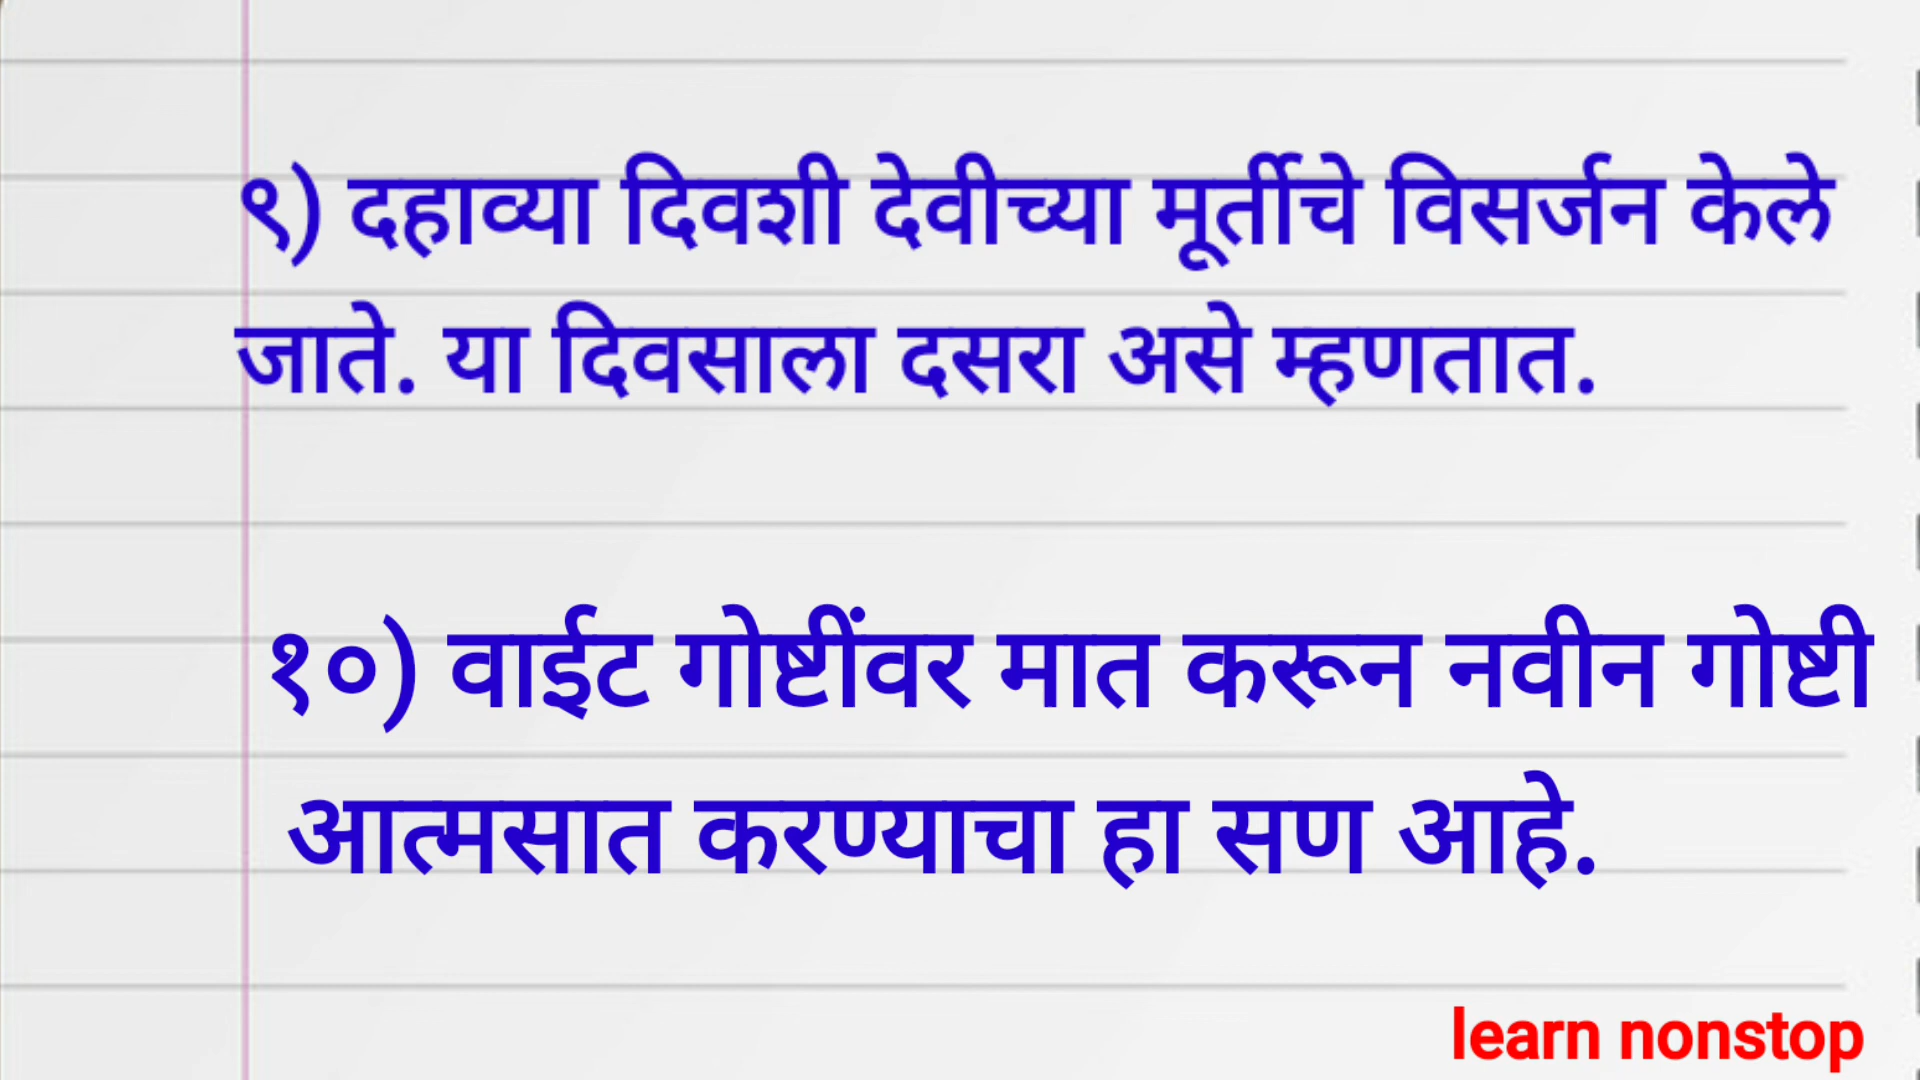 ९) दहाव्या दिवशी देवीच्या मूर्तीचे विसर्जन केले
जाते. या दिवसाला दसरा असे म्हणतात.
१०) वाईट गोष्टींवर मात करून नवीन गोष्टी
आत्मसात करण्याचा हा सण आहे.
learn nonstop